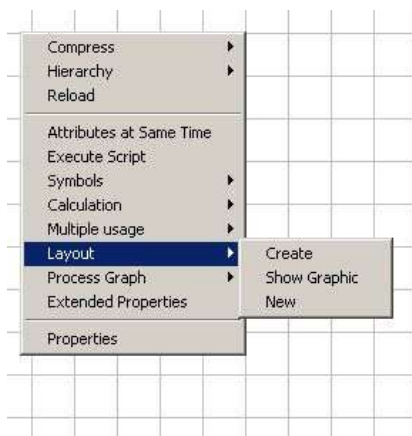 Compress
Hierarchy
Reload
Attributes at Same Time
Execute Script
Symbols
Calculation
Multiple usage
Layout
Process Graph
Extended Properties
Properties
Create
Show Graphic
New